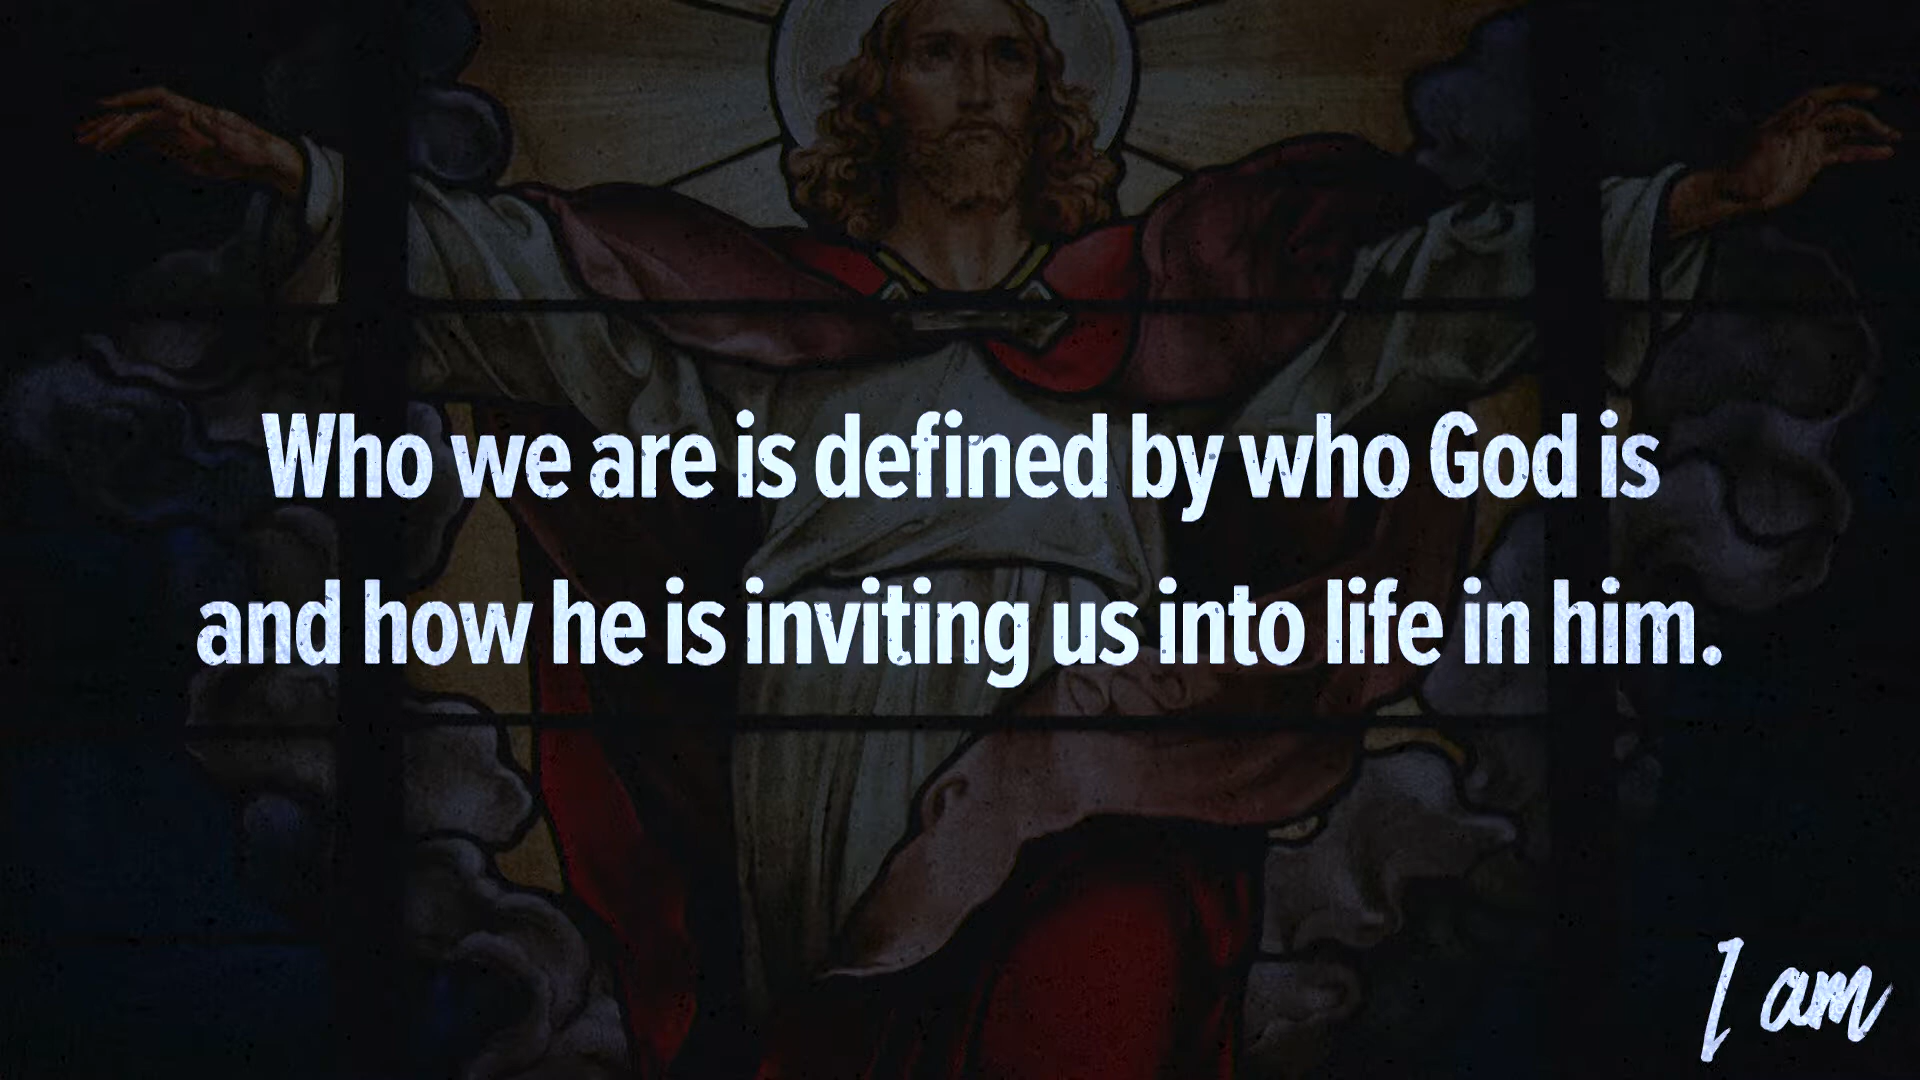 Who we are is defined by who God is
and how he is inviting us into life in him.
I am